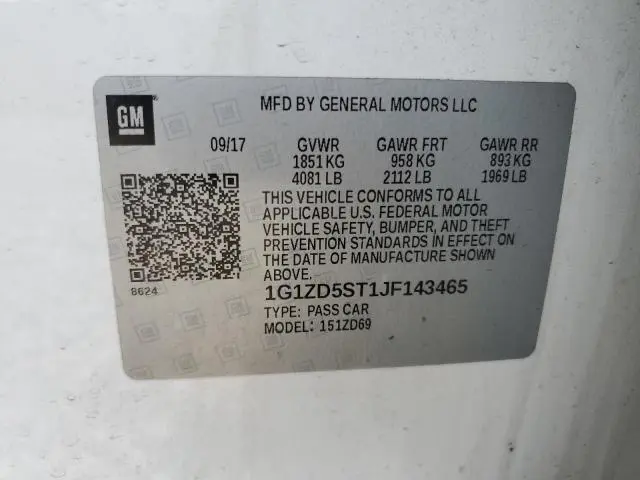 GM
MFD BY GENERAL MOTORS LLC
09/17 GVWR GAWR FRT GAWR RR
1851 KG 958 KG 893 KG
4081 LB 2112 LB 1969 LB
THIS VEHICLE CONFORMS TO ALL
APPLICABLE U.S. FEDERAL MOTOR
VEHICLE SAFETY, BUMPER, AND THEFT
PREVENTION STANDARDS IN EFFECT ON
THE DATE OF MANUFACTURE SHOWN
ABOVE.
8624
1G1ZD5ST1JF143465
TYPE: PASS CAR
MODEL: 151ZD69